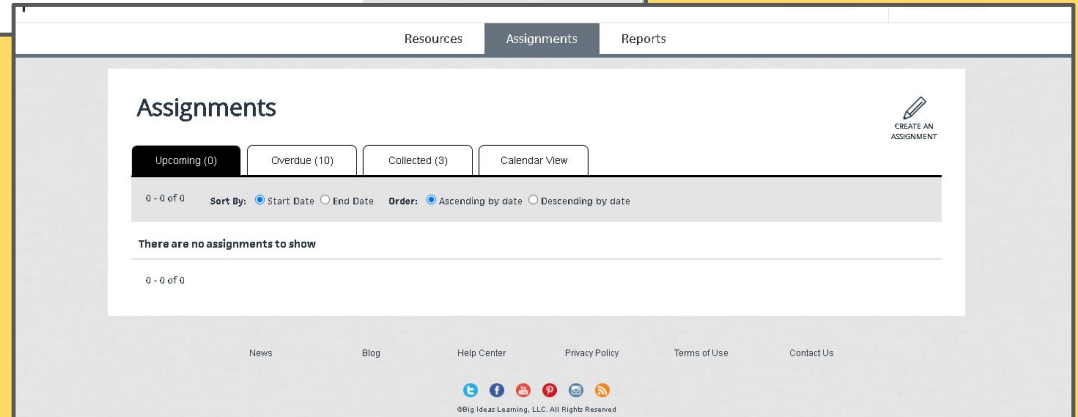 Resources Assignments Reports
Assignments
CREATE AN
ASSIGNMENT
Upcoming (0) Overdue (10) Collected (3) Calendar View
0 - 0 of 0 Sort By: Start Date End Date Order: Ascending by date Descending by date
There are no assignments to show
0 - 0 of 0
News Blog Help Center Privacy Policy Terms of Use Contact Us
©Big Ideas Learning, LLC. All Rights Reserved